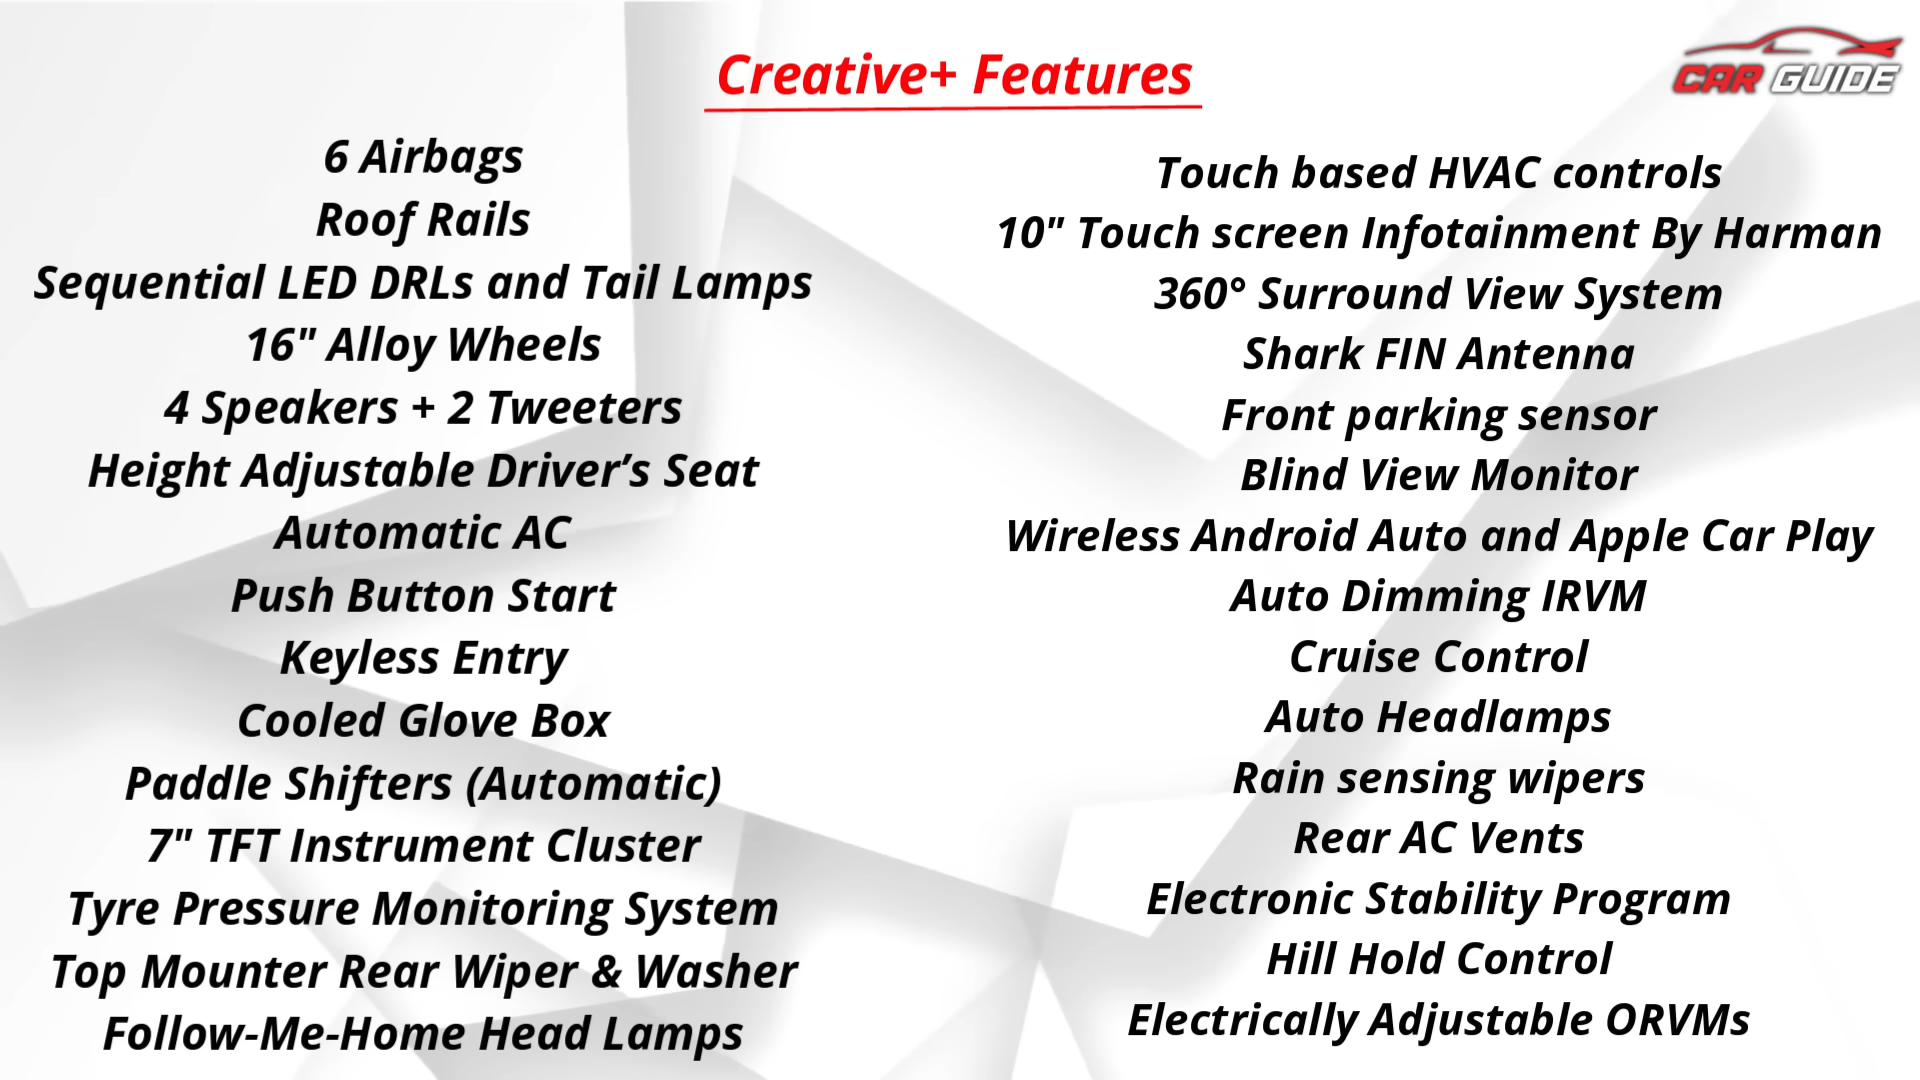 Creative+ Features
CAR GUIDE
6 Airbags
Roof Rails
Sequential LED DRLs and Tail Lamps
16" Alloy Wheels
4 Speakers + 2 Tweeters
Height Adjustable Driver’s Seat
Automatic AC
Push Button Start
Keyless Entry
Cooled Glove Box
Paddle Shifters (Automatic)
7" TFT Instrument Cluster
Tyre Pressure Monitoring System
Top Mounter Rear Wiper & Washer
Follow-Me-Home Head Lamps
Touch based HVAC controls
10" Touch screen Infotainment By Harman
360° Surround View System
Shark FIN Antenna
Front parking sensor
Blind View Monitor
Wireless Android Auto and Apple Car Play
Auto Dimming IRVM
Cruise Control
Auto Headlamps
Rain sensing wipers
Rear AC Vents
Electronic Stability Program
Hill Hold Control
Electrically Adjustable ORVMs